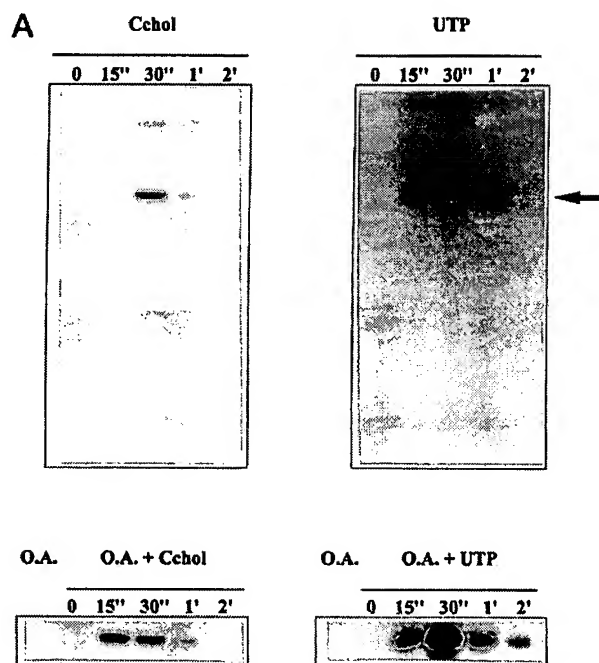 A
Cchol UTP
0 15" 30" 1' 2' 0 15" 30" 1' 2'
O.A. O.A. + Cchol O.A. O.A. + UTP
0 15" 30" 1' 2' 0 15" 30" 1' 2'